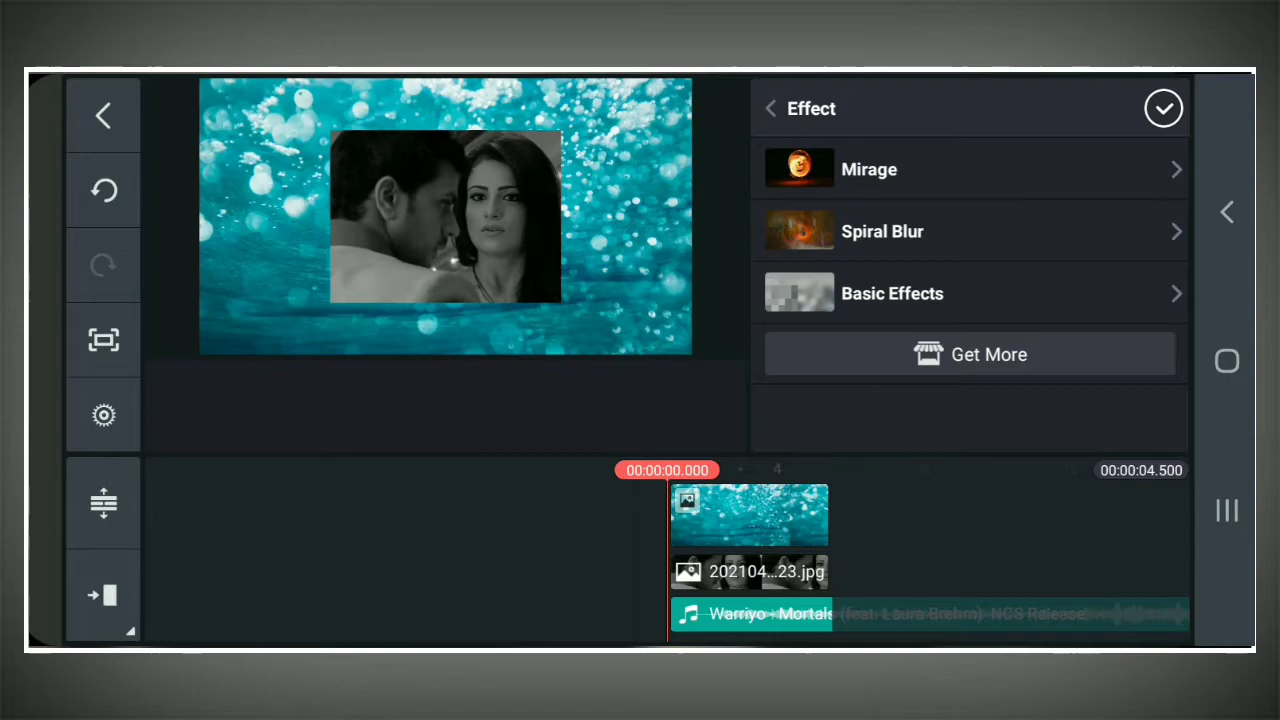 Effect
Mirage
Spiral Blur
Basic Effects
Get More
00:00:00.000
4
00:00:04.500
202104...23.jpg
Warriyo - Mortals (feat. Laura Brehm) NCS Release